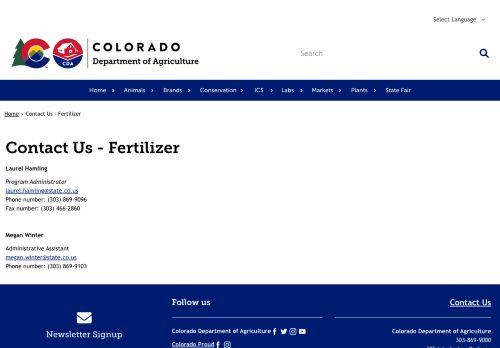 Select Language
COLORADO
Department of Agriculture
CDA
Search
Home
Animals
Brands
Conservation
ICS
Labs
Markets
Plants
State Fair
Home › Contact Us - Fertilizer
Contact Us - Fertilizer
Laurel Hamling
Program Administrator
laurel.hamling@state.co.us
Phone number: (303) 869-9096
Fax number: (303) 466-2860
Megan Winter
Administrative Assistant
megan.winter@state.co.us
Phone number: (303) 869-9103
Newsletter Signup
Follow us
Colorado Department of Agriculture
Colorado Proud
Contact Us
Colorado Department of Agriculture
303-869-9000